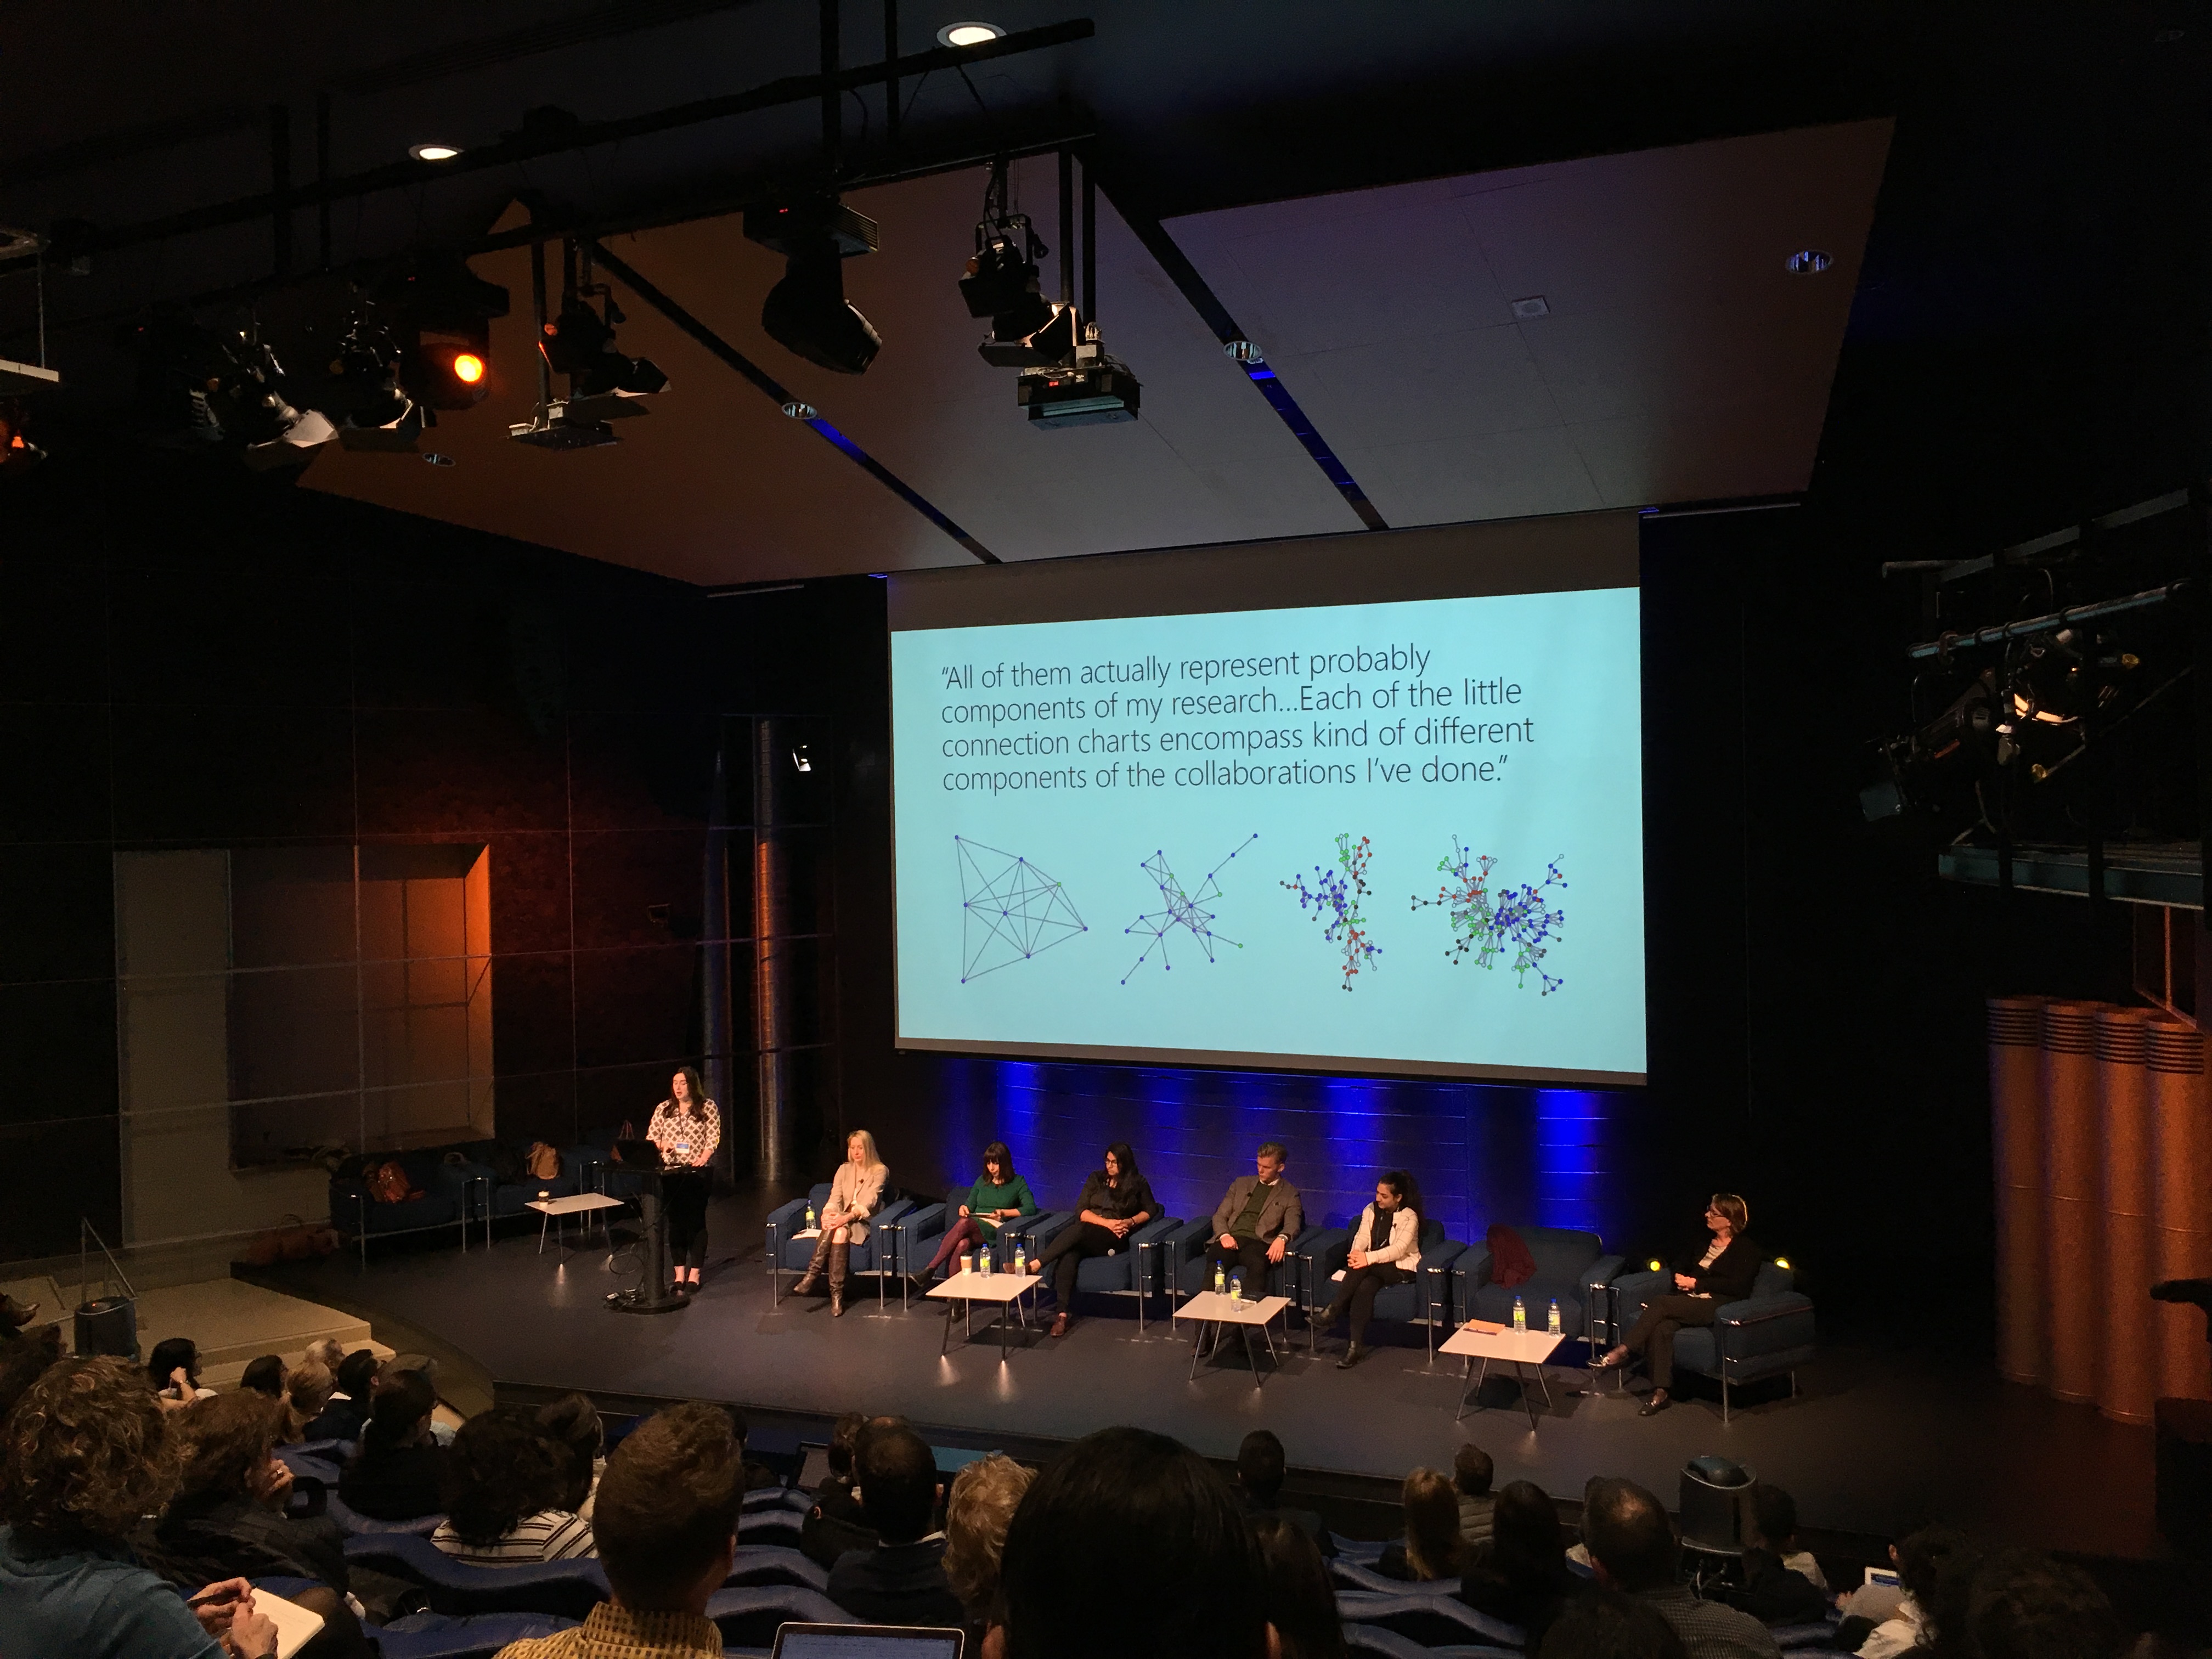 “All of them actually represent probably
components of my research...Each of the little
connection charts encompass kind of different
components of the collaborations I’ve done.”